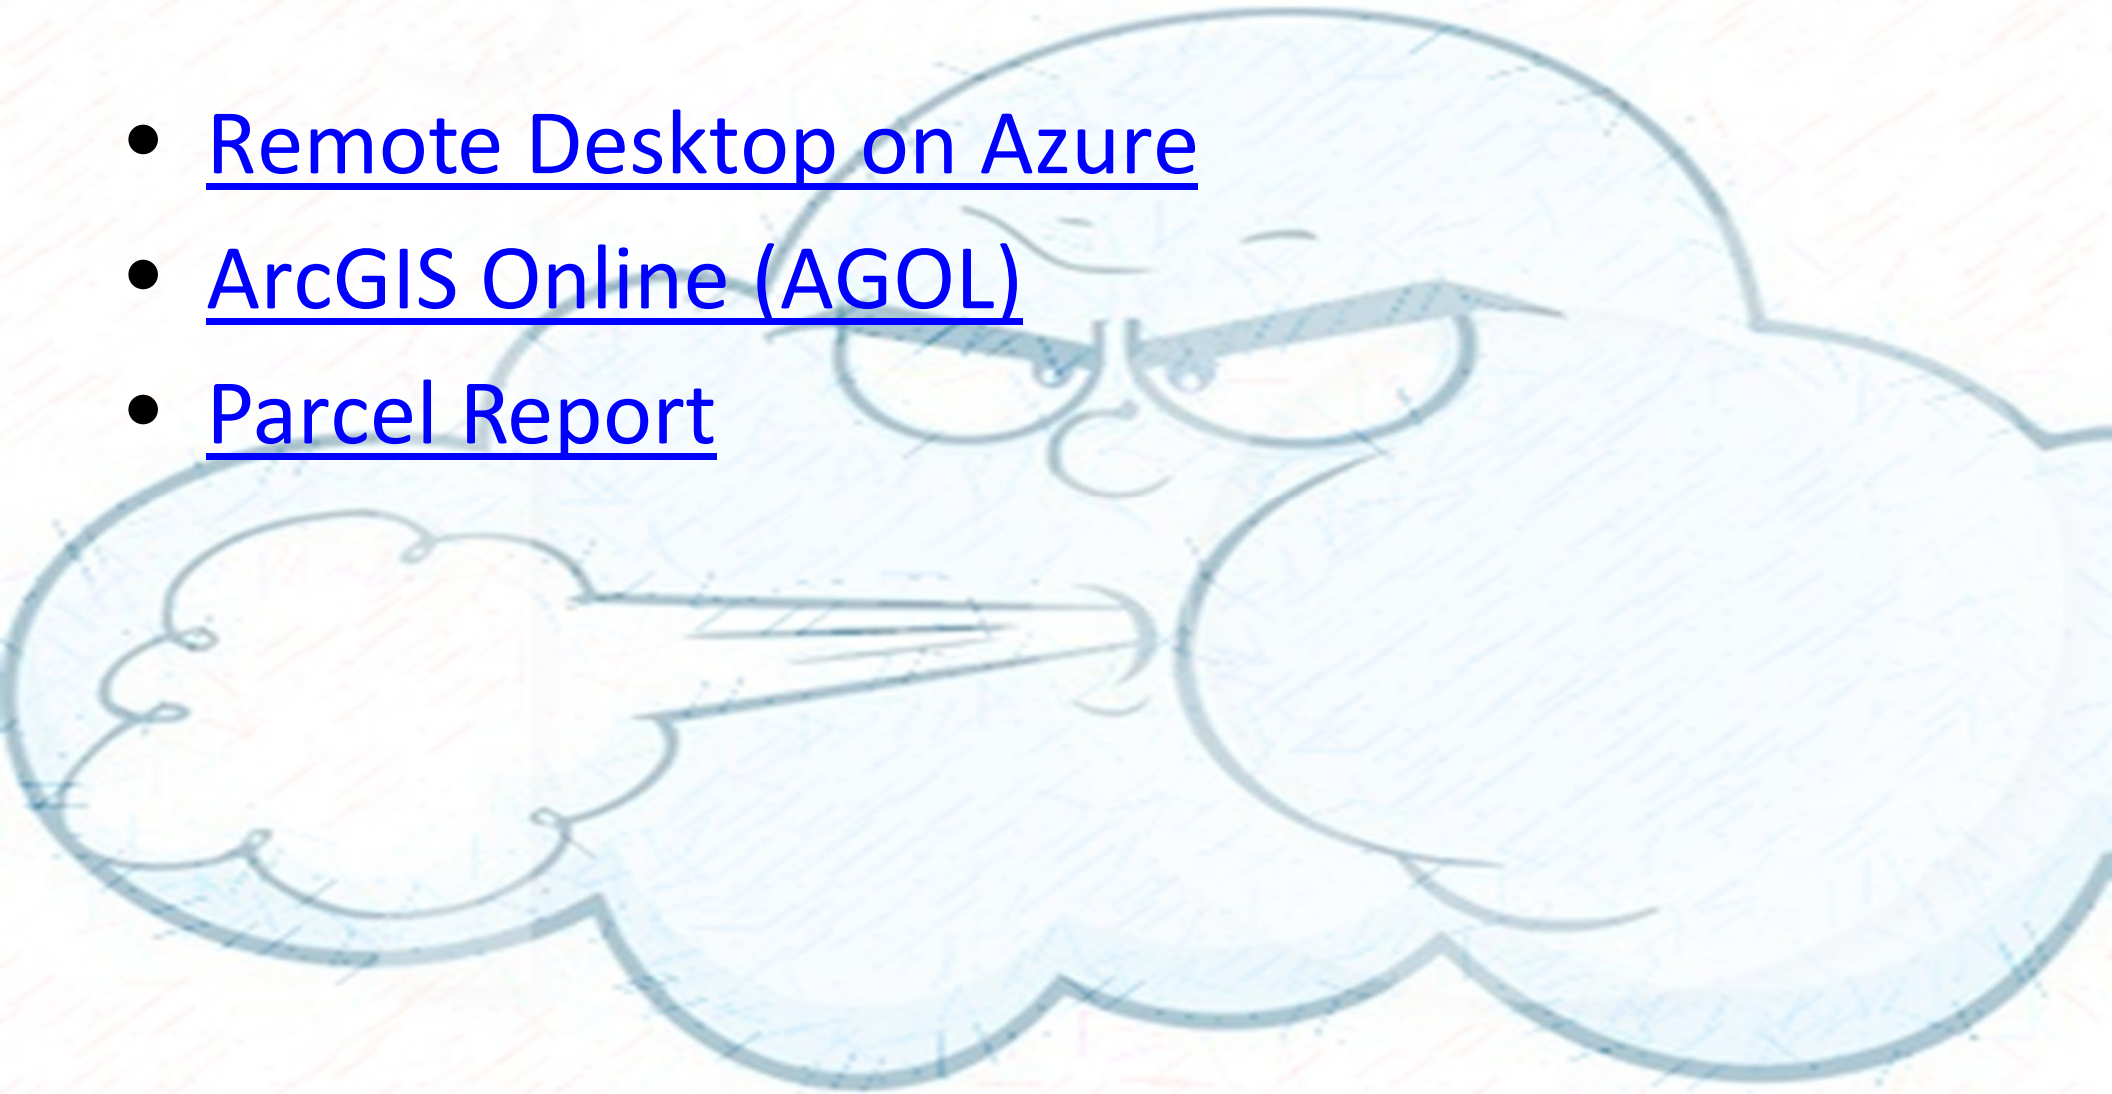 • Remote Desktop on Azure
• ArcGIS Online (AGOL)
• Parcel Report